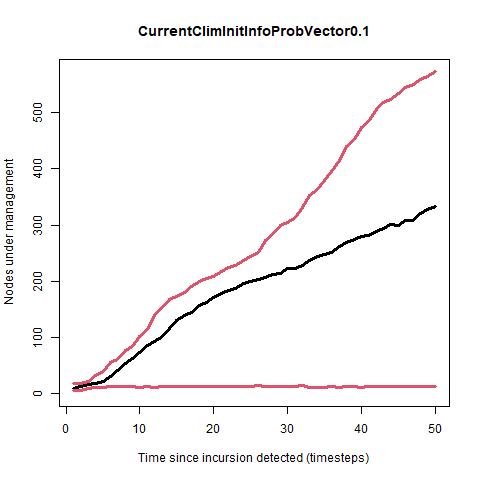 CurrentClimInitInfoProbVector0.1
Nodes under management
500
400
300
200
100
0
0 10 20 30 40 50
Time since incursion detected (timesteps)